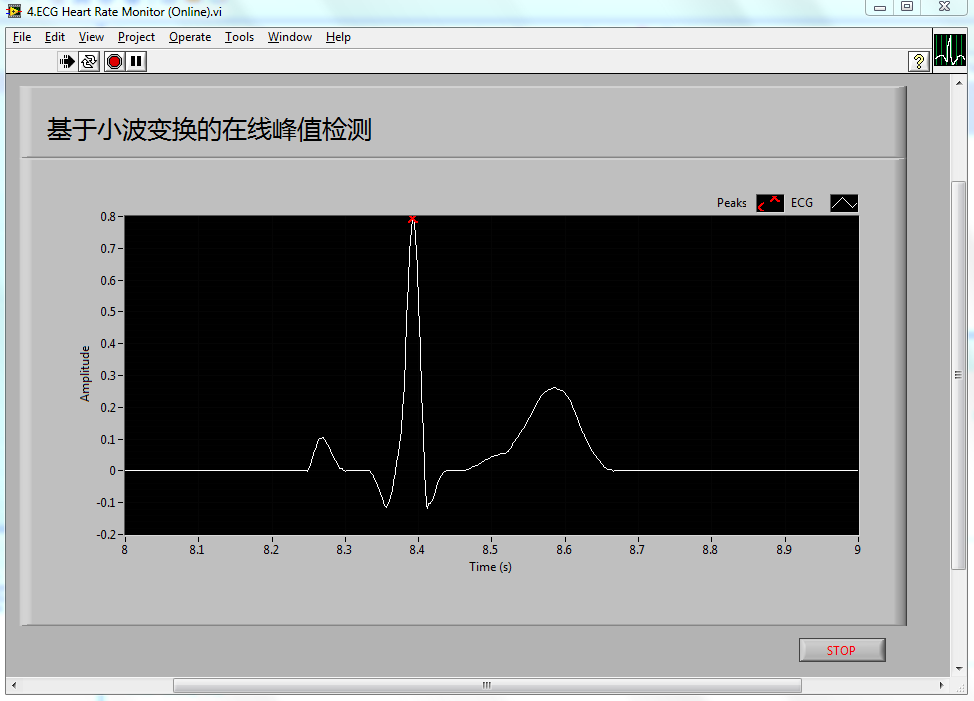 4.ECG Heart Rate Monitor (Online).vi
File Edit View Project Operate Tools Window Help
?
基于小波变换的在线峰值检测
Peaks ECG
0.8
0.7
0.6
0.5
0.4
0.3
0.2
0.1
0
-0.1
-0.2
Amplitude
8 8.1 8.2 8.3 8.4 8.5 8.6 8.7 8.8 8.9 9
Time (s)
STOP